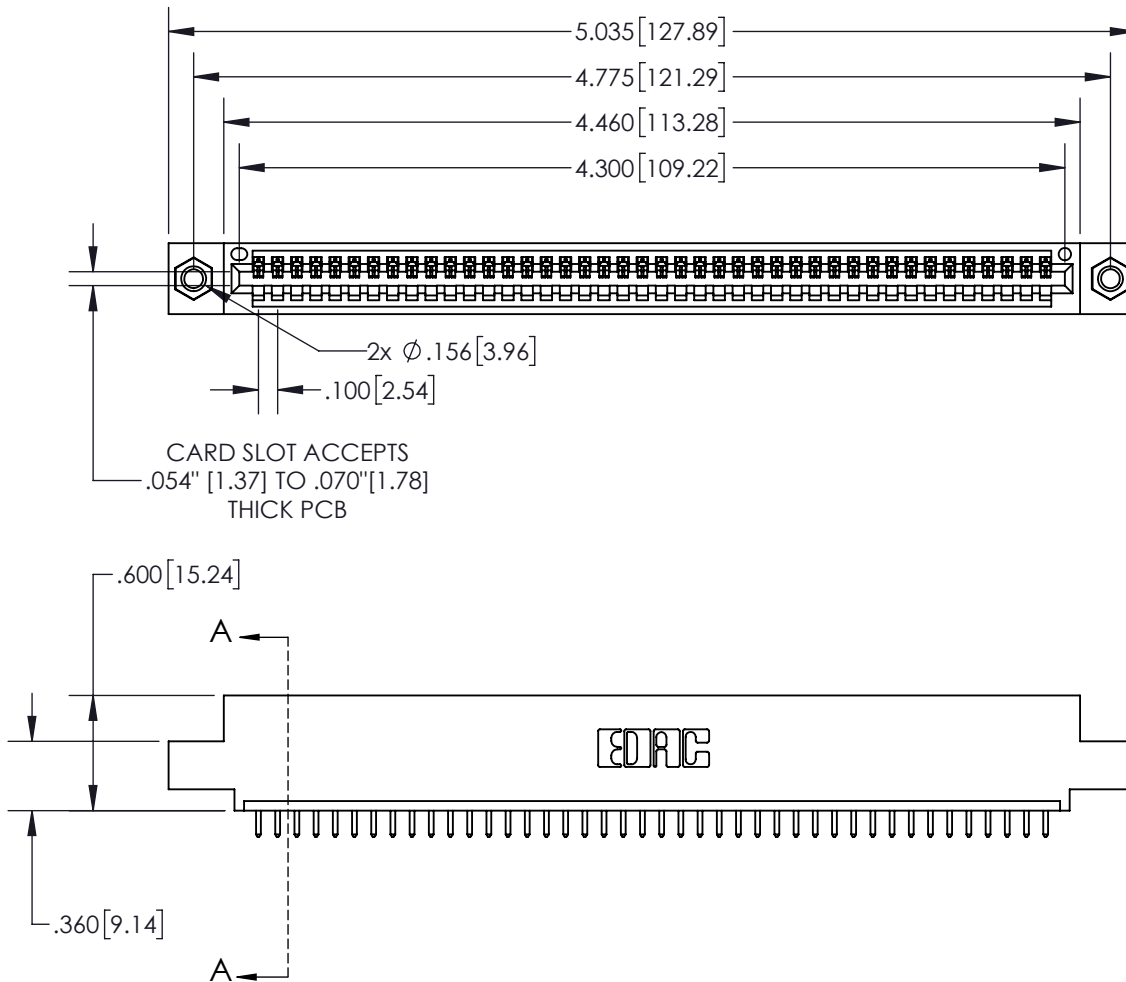 5.035[127.89]
4.775[121.29]
4.460[113.28]
4.300[109.22]
2x Ø.156[3.96]
.100[2.54]
CARD SLOT ACCEPTS
.054" [1.37] TO .070"[1.78]
THICK PCB
.600[15.24]
A
EDAC
.360[9.14]
A